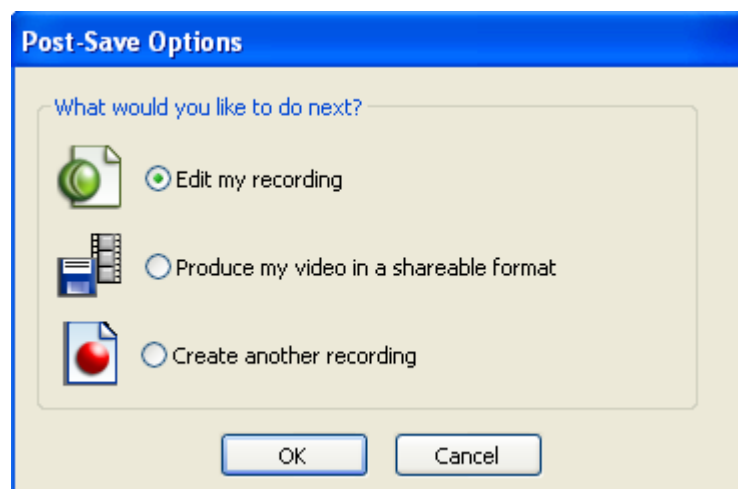 Post-Save Options
What would you like to do next?
Edit my recording
Produce my video in a shareable format
Create another recording
OK
Cancel